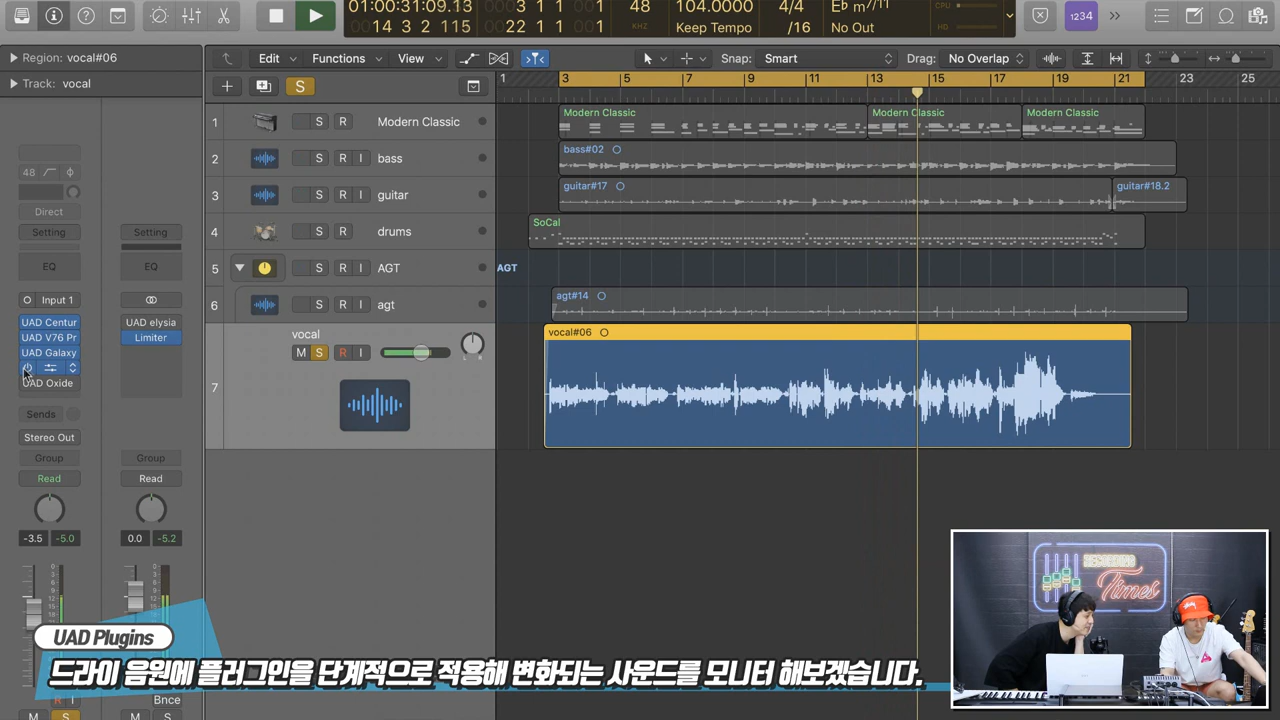 01:00:31:09.13
14 3 2 115
3 1 1 1
22 1 1 1
48
KHZ
104.0000
Keep Tempo
4/4
/16
E♭ m7/11
No Out
CPU
HD
1234
Region: vocal#06
Track: vocal
Edit
Functions
View
Snap:
Smart
Drag:
No Overlap
S
1 3 5 7 9 11 13 15 17 19 21 23 25
1 S R Modern Classic
2 S R I bass
3 S R I guitar
4 S R drums
5 S R I AGT
6 S R I agt
7 vocal
M S R I
Modern Classic
Modern Classic
Modern Classic
bass#02
guitar#17
guitar#18.2
SoCal
AGT
agt#14
vocal#06
48
Direct
Setting
Setting
EQ
EQ
Input 1
UAD Centur
UAD V76 Pr
UAD Galaxy
UAD Oxide
UAD elysia
Limiter
Sends
Stereo Out
Group
Group
Read
Read
-3.5 -5.0
0.0 -5.2
Bnce
M S
M
RECORDING
Times
UAD Plugins
드라이 음원에 플러그인을 단계적으로 적용해 변화되는 사운드를 모니터 해보겠습니다.